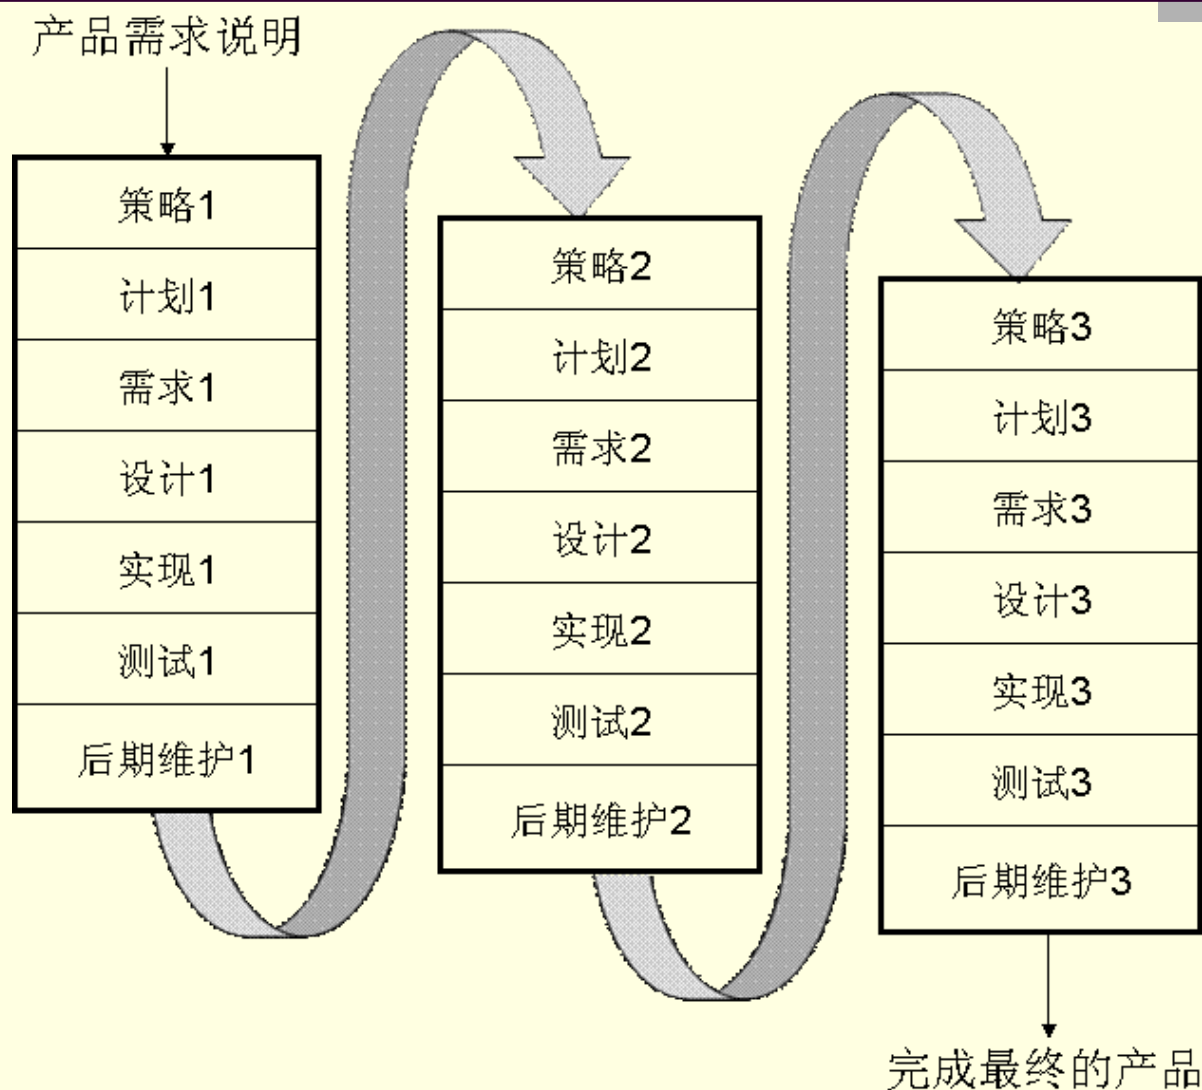 产品需求说明
策略1
计划1
需求1
设计1
实现1
测试1
后期维护1
策略2
计划2
需求2
设计2
实现2
测试2
后期维护2
策略3
计划3
需求3
设计3
实现3
测试3
后期维护3
完成最终的产品